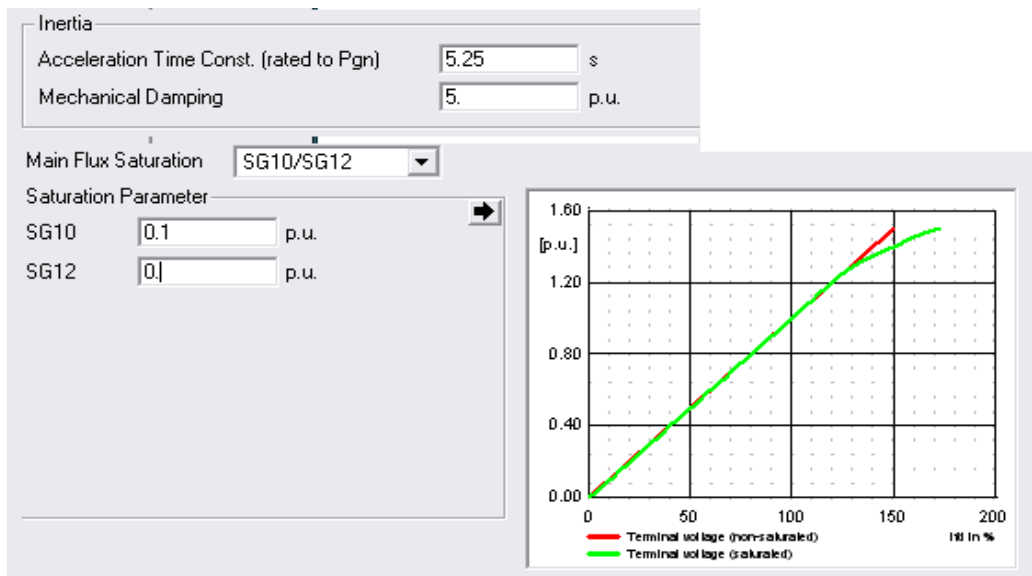 Inertia
Acceleration Time Const. (rated to Pgn) 5.25 s
Mechanical Damping 5. p.u.
Main Flux Saturation SG10/SG12
Saturation Parameter
SG10 0.1 p.u.
SG12 0. p.u.
1.60
[p.u.]
1.20
0.80
0.40
0.00
0 50 100 150 200
Terminal voltage (non-saturated) in %
Terminal voltage (saturated)